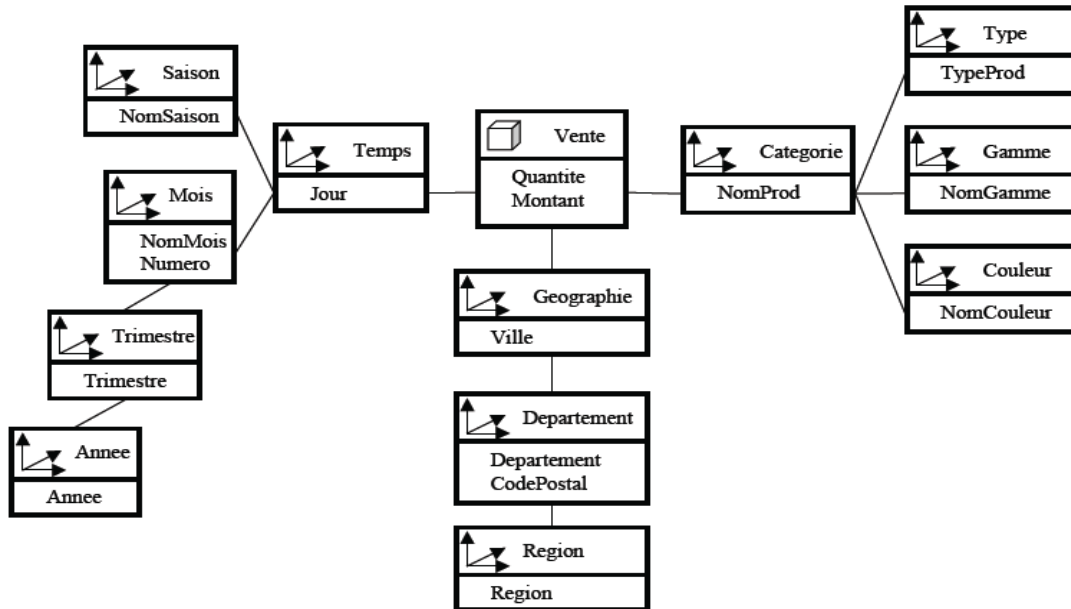 Saison
NomSaison
Mois
NomMois
Numero
Trimestre
Trimestre
Annee
Annee
Temps
Jour
Vente
Quantite
Montant
Geographie
Ville
Departement
Departement
CodePostal
Region
Region
Categorie
NomProd
Type
TypeProd
Gamme
NomGamme
Couleur
NomCouleur